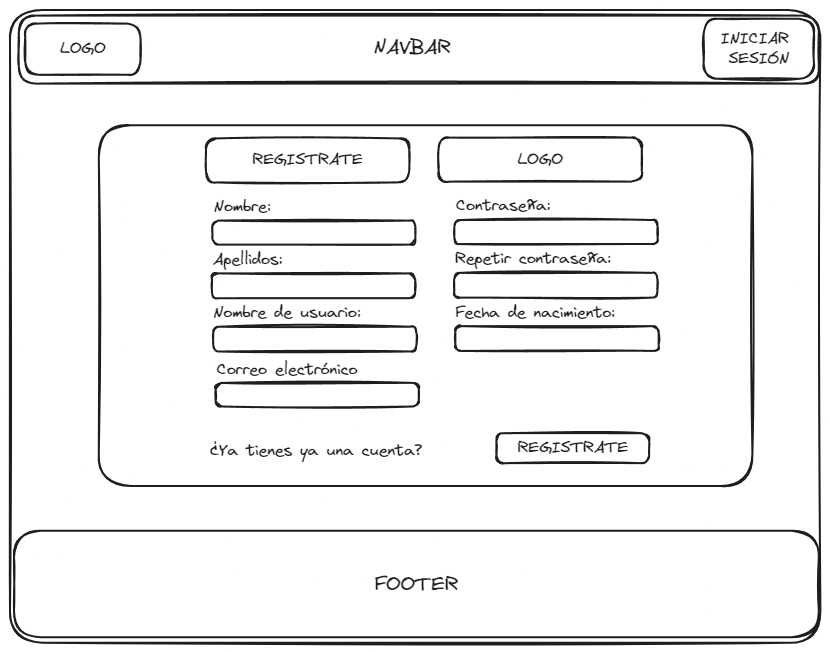 LOGO
NAVBAR
INICIAR
SESIÓN
REGISTRATE
LOGO
Nombre:
Contraseña:
Apellidos:
Repetir contraseña:
Nombre de usuario:
Fecha de nacimiento:
Correo electrónico
¿Ya tienes ya una cuenta?
REGISTRATE
FOOTER